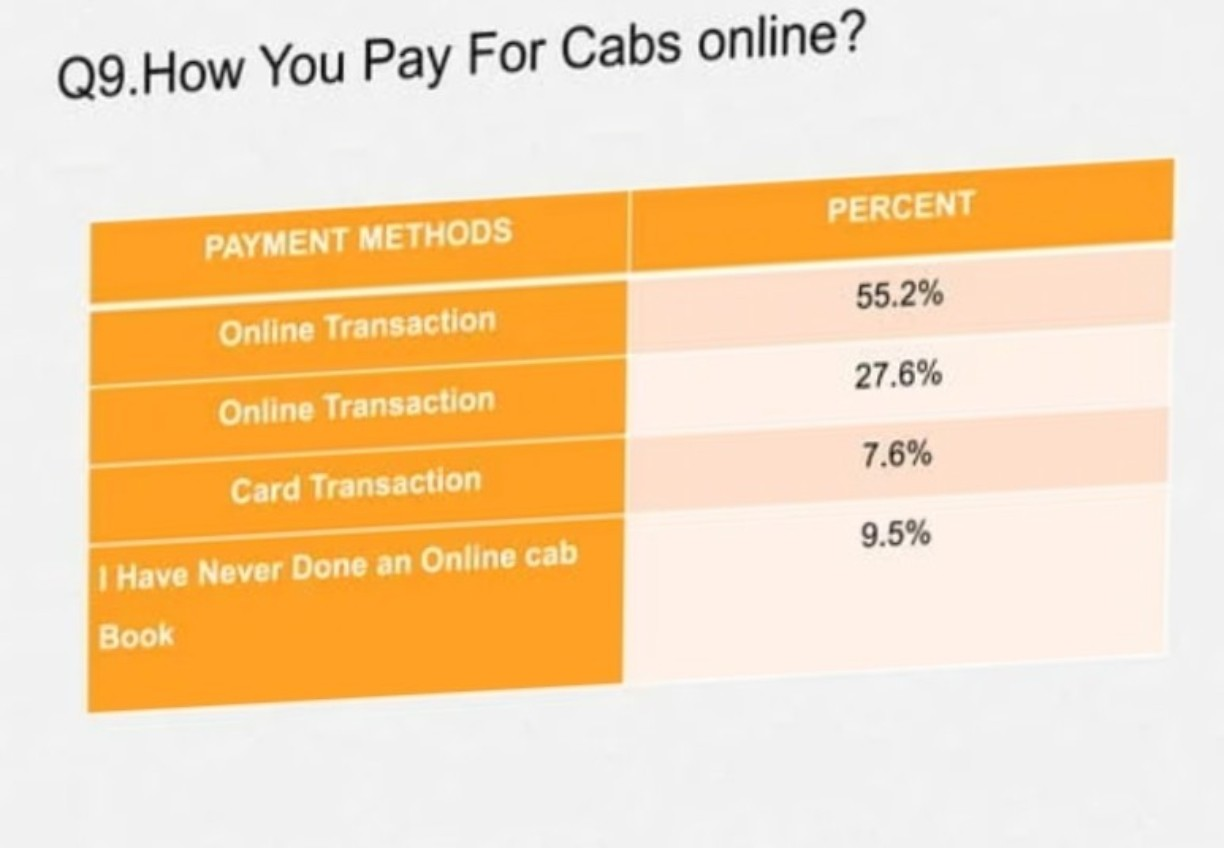 Q9.How You Pay For Cabs online?
PAYMENT METHODS PERCENT
Online Transaction 55.2%
Online Transaction 27.6%
Card Transaction 7.6%
I Have Never Done an Online cab 9.5%
Book